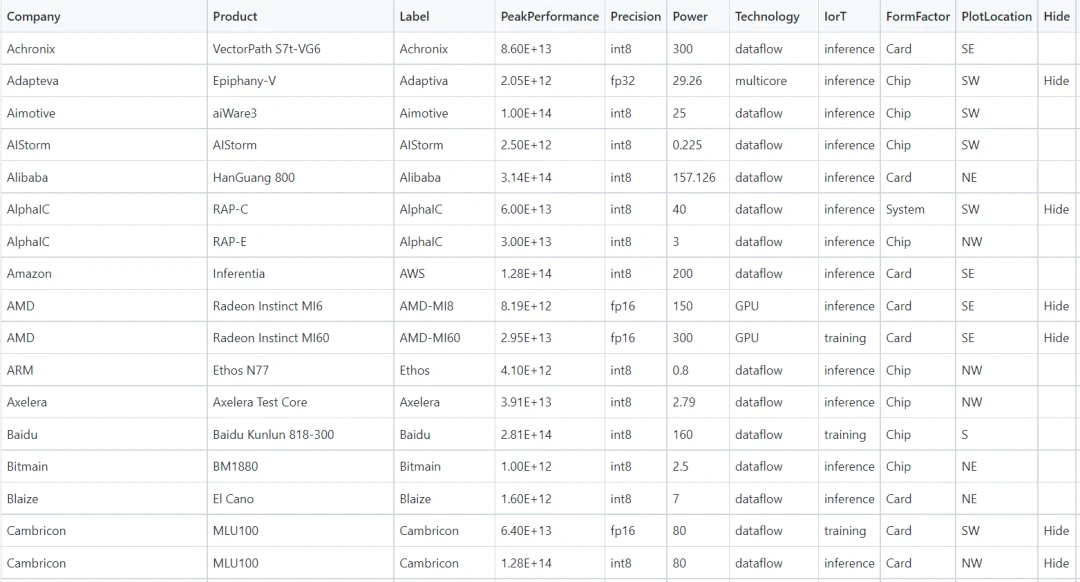 Company Product Label PeakPerformance Precision Power Technology IorT FormFactor PlotLocation Hide
Achronix VectorPath S7t-VG6 Achronix 8.60E+13 int8 300 dataflow inference Card SE
Adapteva Epiphany-V Adaptiva 2.05E+12 fp32 29.26 multicore inference Chip SW Hide
Aimotive aiWare3 Aimotive 1.00E+14 int8 25 dataflow inference Chip SW
AIStorm AIStorm AIStorm 2.50E+12 int8 0.225 dataflow inference Chip SW
Alibaba HanGuang 800 Alibaba 3.14E+14 int8 157.126 dataflow inference Card NE
AlphaIC RAP-C AlphaIC 6.00E+13 int8 40 dataflow inference System SW Hide
AlphaIC RAP-E AlphaIC 3.00E+13 int8 3 dataflow inference Chip NW
Amazon Inferentia AWS 1.28E+14 int8 200 dataflow inference Card SE
AMD Radeon Instinct MI6 AMD-MI8 8.19E+12 fp16 150 GPU inference Card SE Hide
AMD Radeon Instinct MI60 AMD-MI60 2.95E+13 fp16 300 GPU training Card SE Hide
ARM Ethos N77 Ethos 4.10E+12 int8 0.8 dataflow inference Chip NW
Axelera Axelera Test Core Axelera 3.91E+13 int8 2.79 dataflow inference Chip NW
Baidu Baidu Kunlun 818-300 Baidu 2.81E+14 int8 160 dataflow training Chip S
Bitmain BM1880 Bitmain 1.00E+12 int8 2.5 dataflow inference Chip NE
Blaize El Cano Blaize 1.60E+12 int8 7 dataflow inference Card NE
Cambricon MLU100 Cambricon 6.40E+13 fp16 80 dataflow training Card SW Hide
Cambricon MLU100 Cambricon 1.28E+14 int8 80 dataflow inference Card NW Hide